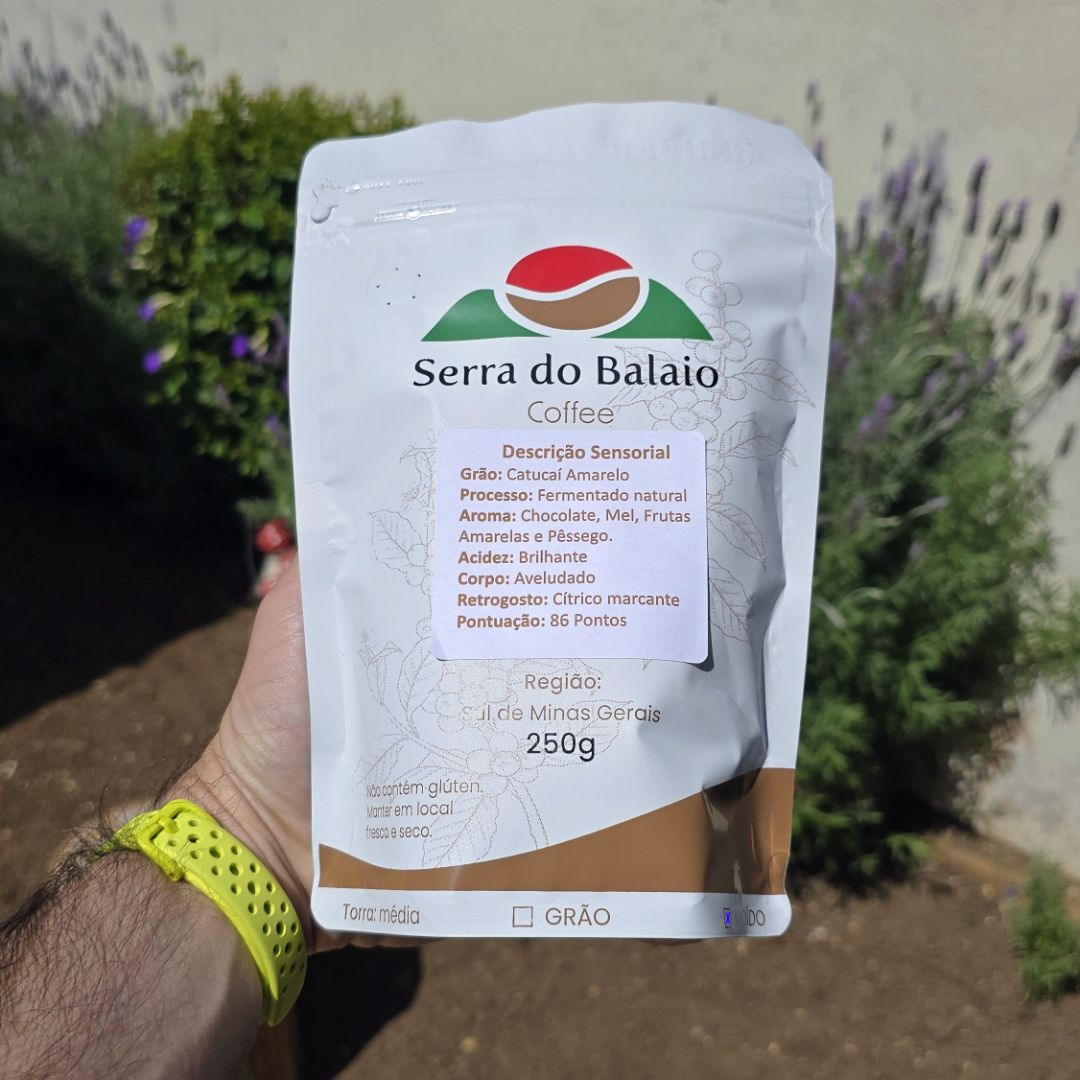 Serra do Balaio
Coffee
Descrição Sensorial
Grão: Catucaí Amarelo
Processo: Fermentado natural
Aroma: Chocolate, Mel, Frutas
Amarelas e Pêssego.
Acidez: Brilhante
Corpo: Aveludado
Retrogosto: Cítrico marcante
Pontuação: 86 Pontos
Região:
Sul de Minas Gerais
250g
Não contém glúten.
Manter em local
fresco e seco.
Torra: média
GRÃO